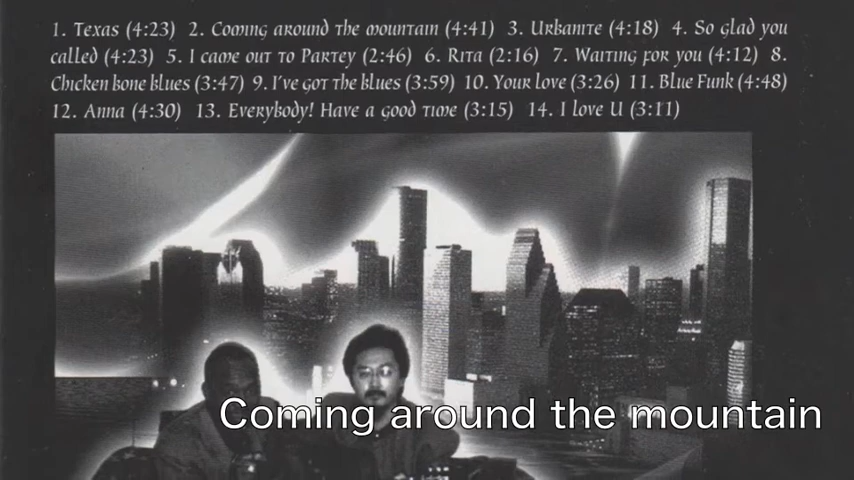 1. Texas (4:23) 2. Coming around the mountain (4:41) 3. Urbanite (4:18) 4. So glad you
called (4:23) 5. I came out to Partey (2:46) 6. Rita (2:16) 7. Waiting for you (4:12) 8.
Chicken bone blues (3:47) 9. I've got the blues (3:59) 10. Your love (3:26) 11. Blue Funk (4:48)
12. Anna (4:30) 13. Everybody! Have a good time (3:15) 14. I love U (3:11)
Coming around the mountain